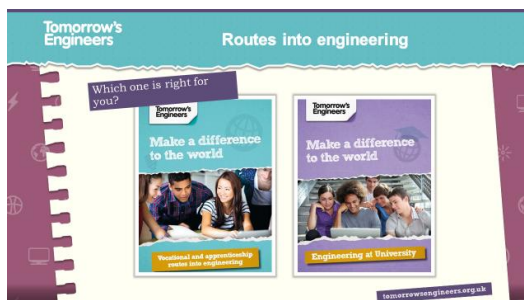 Tomorrow's
Engineers
Routes into engineering
Which one is right for
you?
Tomorrow's
Engineers
Make a difference
to the world
Vocational and apprenticeship
routes into engineering
Tomorrow's
Engineers
Make a difference
to the world
Engineering at University
tomorrowsengineers.org.uk